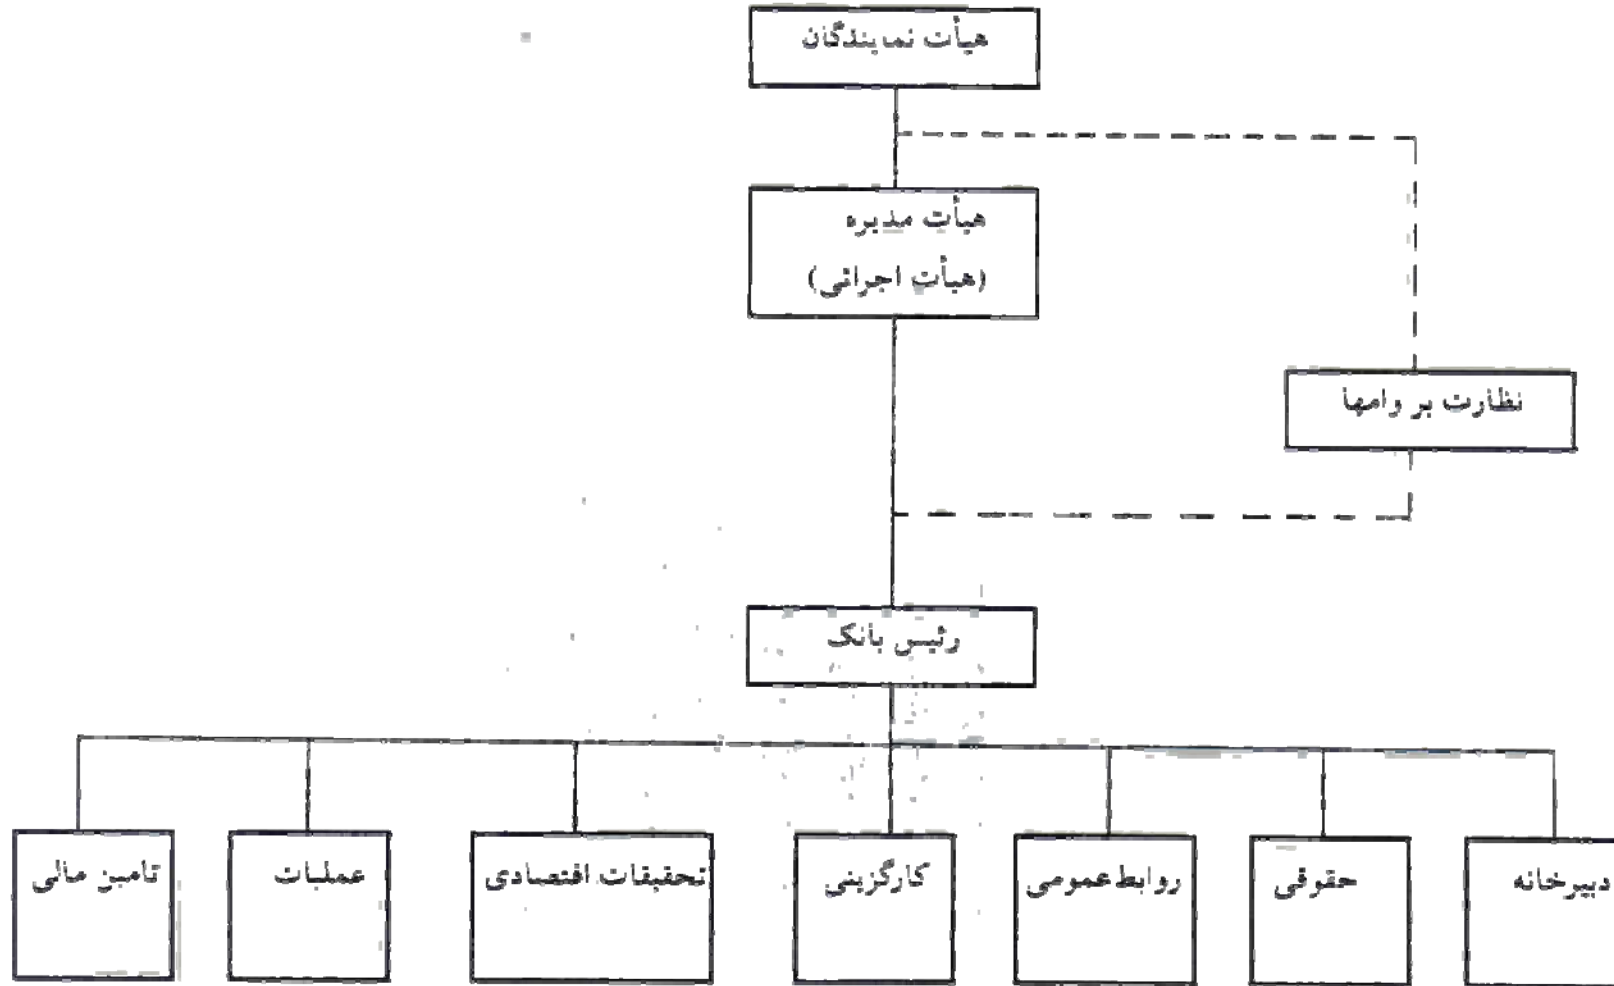 هیأت نمایندگان
هیأت مدیره
(هیأت اجرائی)
نظارت بر وامها
رئیس بانک
دبیرخانه
حقوقی
روابط عمومی
کارگزینی
تحقیقات اقتصادی
عملیات
تامین مالی